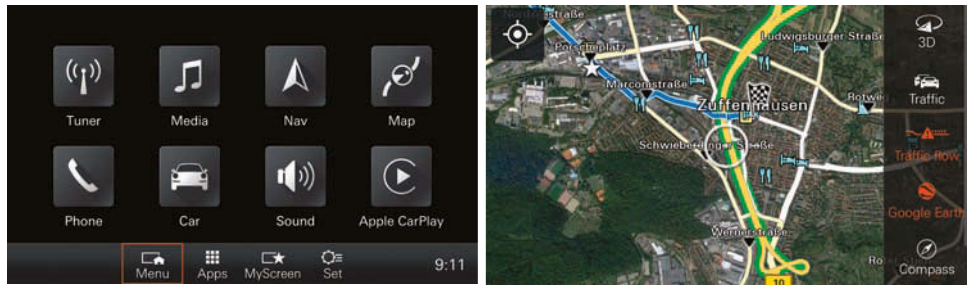 Tuner
Media
Nav
Map
Phone
Car
Sound
Apple CarPlay
Menu
Apps
MyScreen
Set
9:11
straße
Porscheplatz
Ludwigsburger Straße
Marconistraße
Zuffenhausen
Schwieberdinger Straße
Wernerstraße
10
3D
Traffic
Traffic flow
Google Earth
Compass